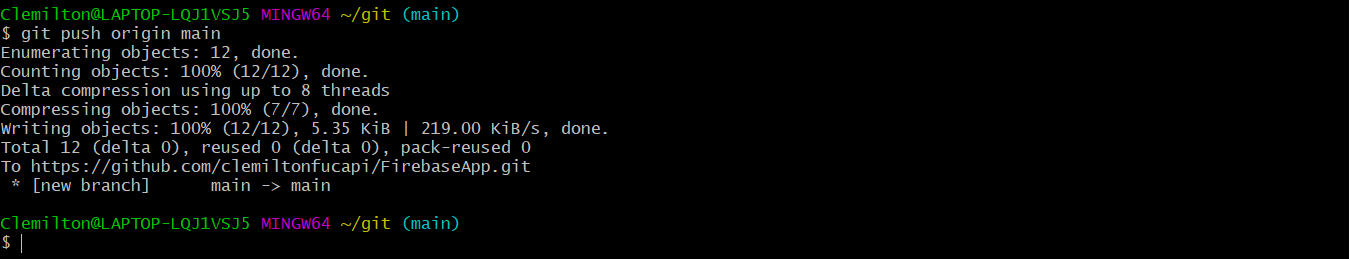 Clemilton@LAPTOP-LQJ1VSJ5 MINGW64 ~/git (main)
$ git push origin main
Enumerating objects: 12, done.
Counting objects: 100% (12/12), done.
Delta compression using up to 8 threads
Compressing objects: 100% (7/7), done.
Writing objects: 100% (12/12), 5.35 KiB | 219.00 KiB/s, done.
Total 12 (delta 0), reused 0 (delta 0), pack-reused 0
To https://github.com/clemiltonfucapi/FirebaseApp.git
 * [new branch]      main -> main
Clemilton@LAPTOP-LQJ1VSJ5 MINGW64 ~/git (main)
$